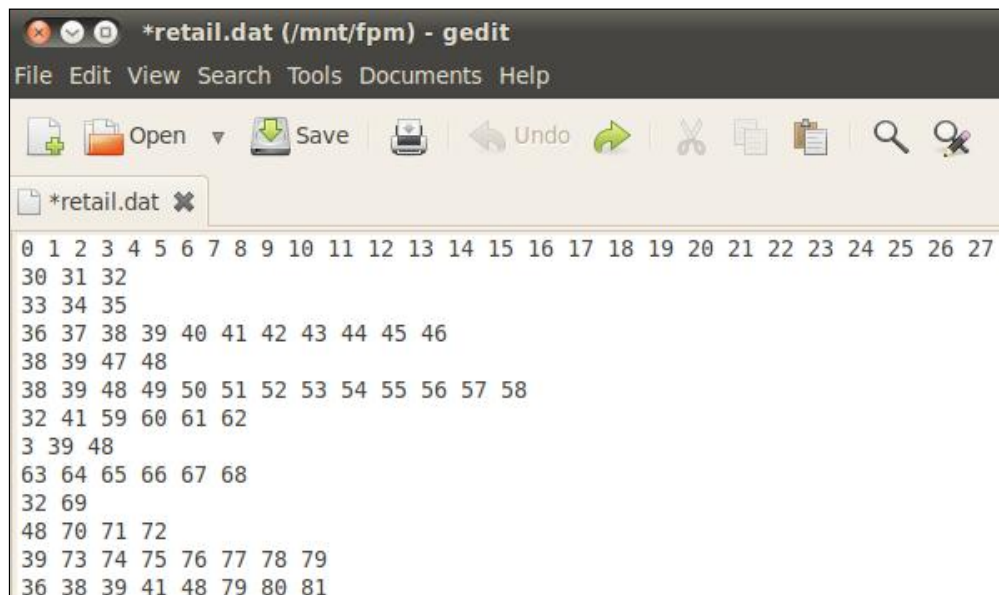 *retail.dat (/mnt/fpm) - gedit
File Edit View Search Tools Documents Help
Open Save Undo
*retail.dat
0 1 2 3 4 5 6 7 8 9 10 11 12 13 14 15 16 17 18 19 20 21 22 23 24 25 26 27
30 31 32
33 34 35
36 37 38 39 40 41 42 43 44 45 46
38 39 47 48
38 39 48 49 50 51 52 53 54 55 56 57 58
32 41 59 60 61 62
3 39 48
63 64 65 66 67 68
32 69
48 70 71 72
39 73 74 75 76 77 78 79
36 38 39 41 48 79 80 81